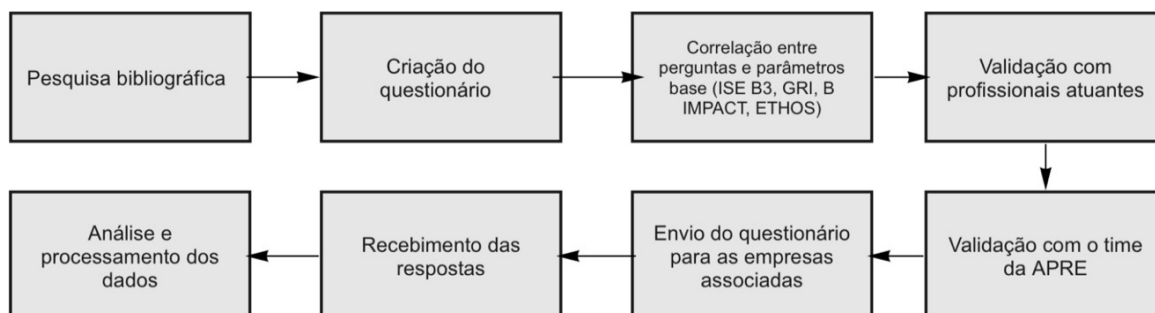 Pesquisa bibliográfica
Criação do
questionário
Correlação entre
perguntas e parâmetros
base (ISE B3, GRI, B
IMPACT, ETHOS)
Validação com
profissionais atuantes
Validação com o time
da APRE
Envio do questionário
para as empresas
associadas
Recebimento das
respostas
Análise e
processamento dos
dados